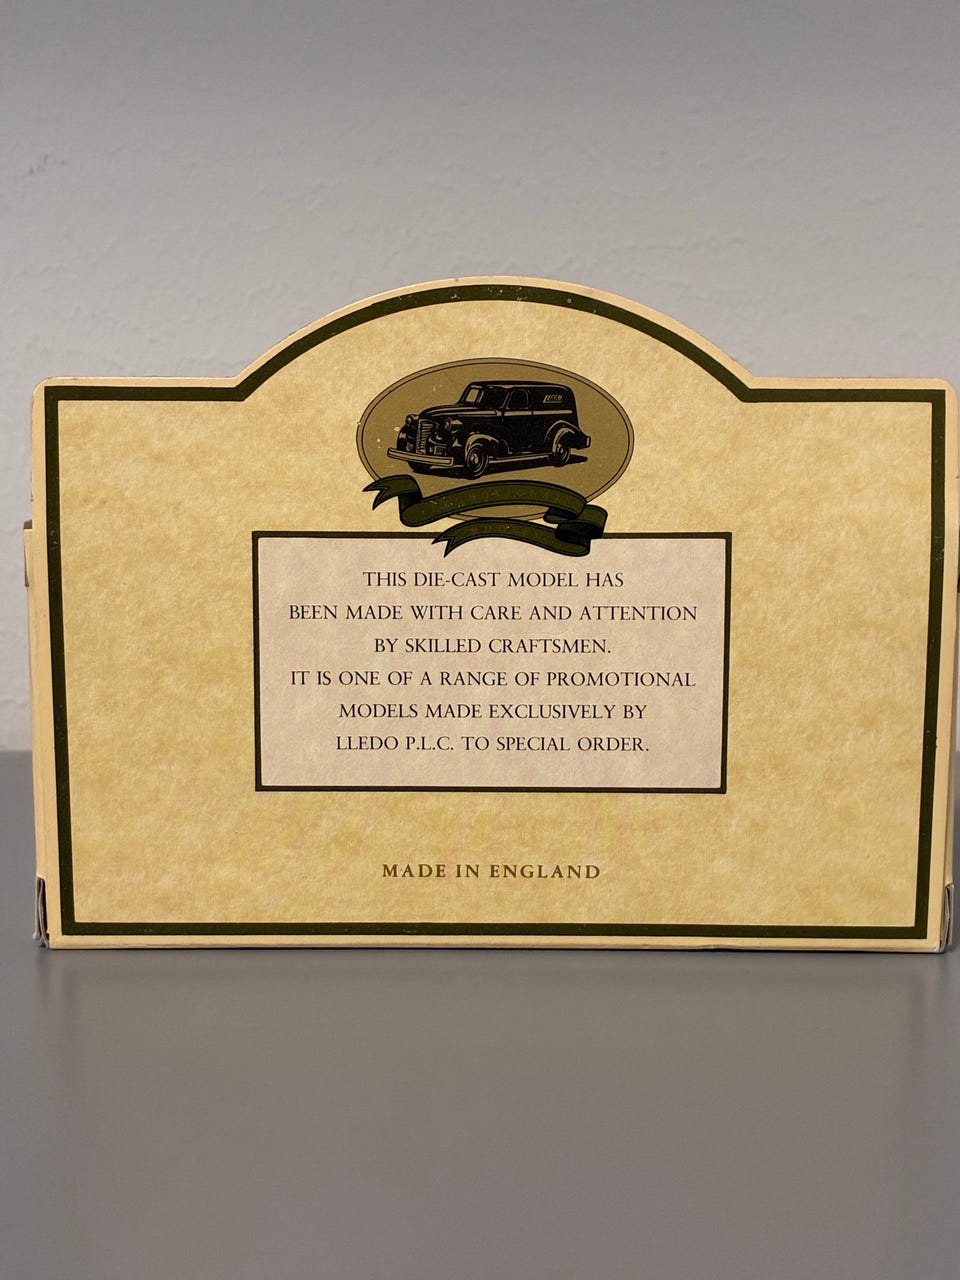 THIS DIE-CAST MODEL HAS
BEEN MADE WITH CARE AND ATTENTION
BY SKILLED CRAFTSMEN.
IT IS ONE OF A RANGE OF PROMOTIONAL
MODELS MADE EXCLUSIVELY BY
LLEDO P.L.C. TO SPECIAL ORDER.
MADE IN ENGLAND